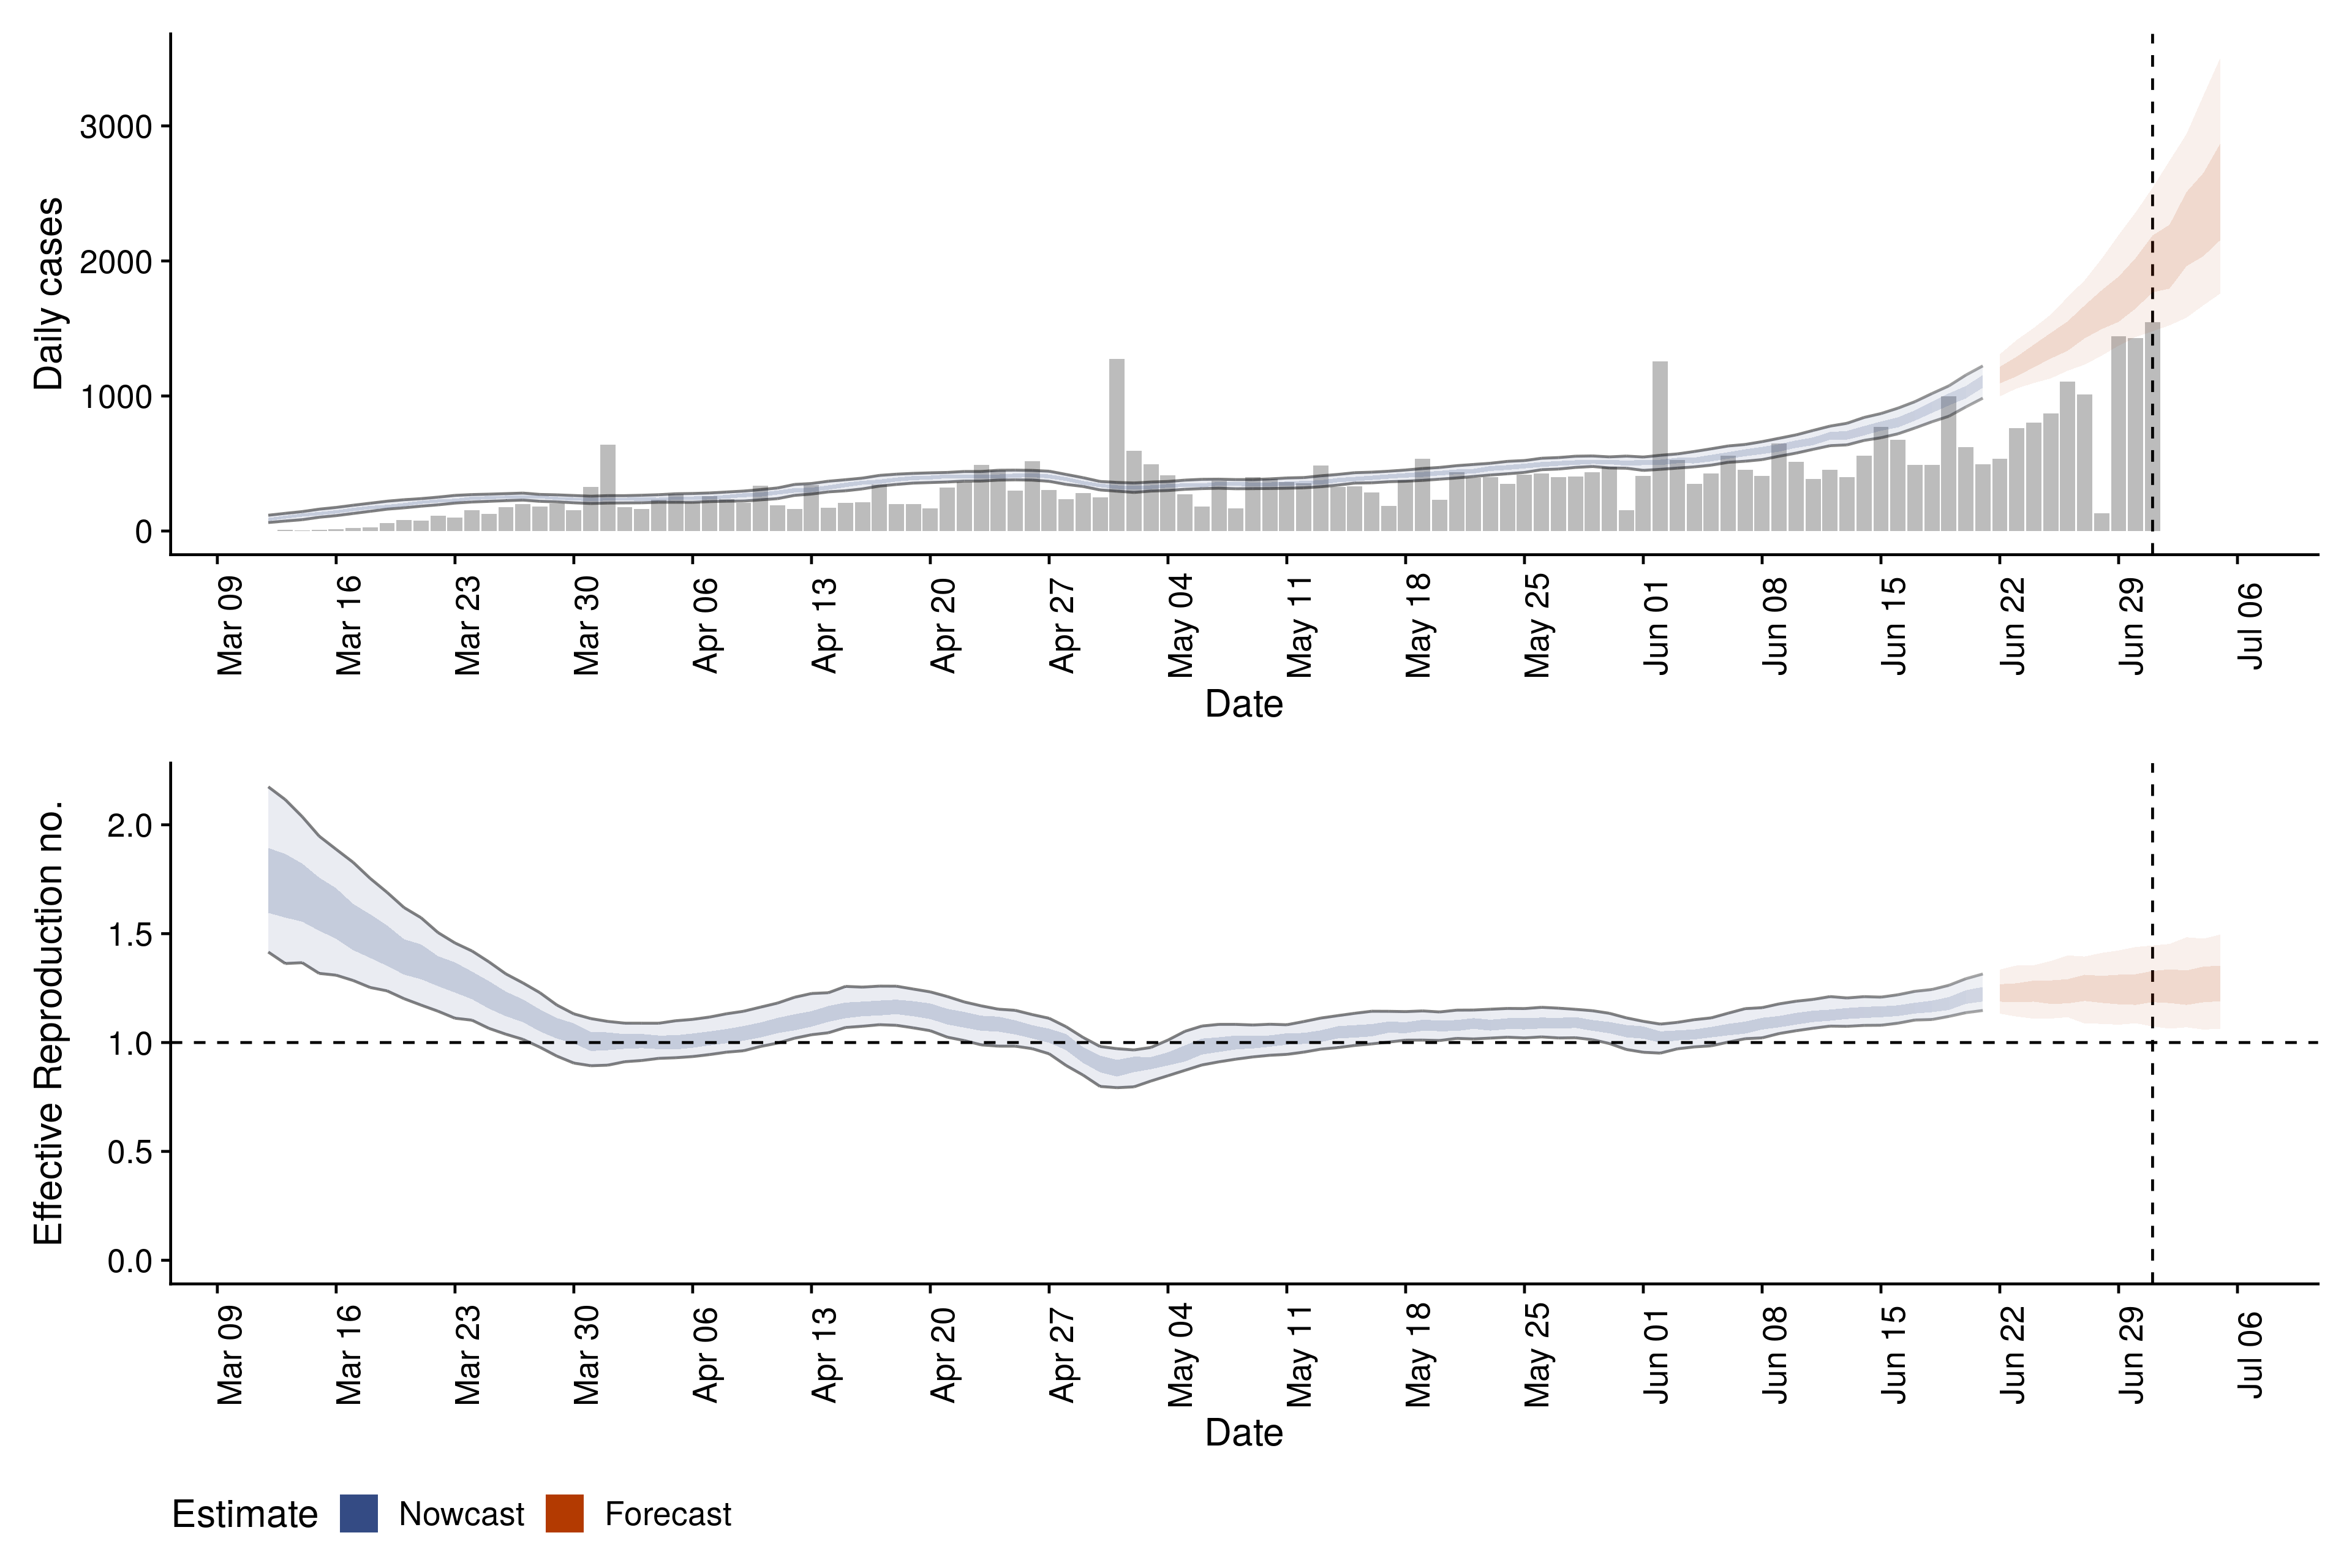 Daily cases
3000
2000
1000
0
Mar 09 Mar 16 Mar 23 Mar 30 Apr 06 Apr 13 Apr 20 Apr 27 May 04 May 11 May 18 May 25 Jun 01 Jun 08 Jun 15 Jun 22 Jun 29 Jul 06
Date
Effective Reproduction no.
2.0
1.5
1.0
0.5
0.0
Mar 09 Mar 16 Mar 23 Mar 30 Apr 06 Apr 13 Apr 20 Apr 27 May 04 May 11 May 18 May 25 Jun 01 Jun 08 Jun 15 Jun 22 Jun 29 Jul 06
Date
Estimate Nowcast Forecast